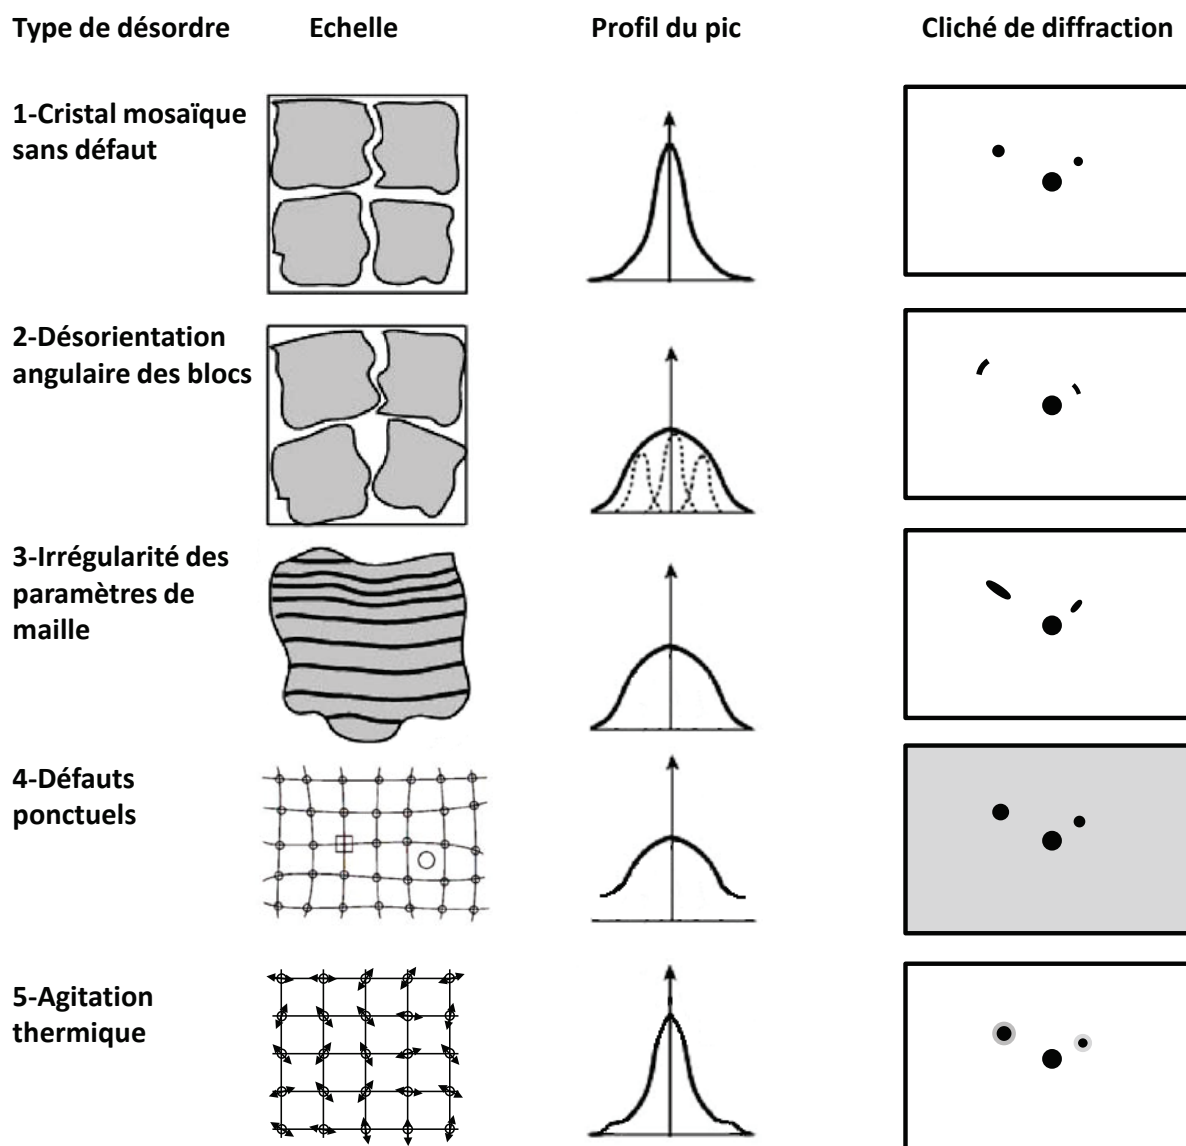 Type de désordre Echelle Profil du pic Cliché de diffraction
1-Cristal mosaïque
sans défaut
2-Désorientation
angulaire des blocs
3-Irrégularité des
paramètres de
maille
4-Défauts
ponctuels
5-Agitation
thermique